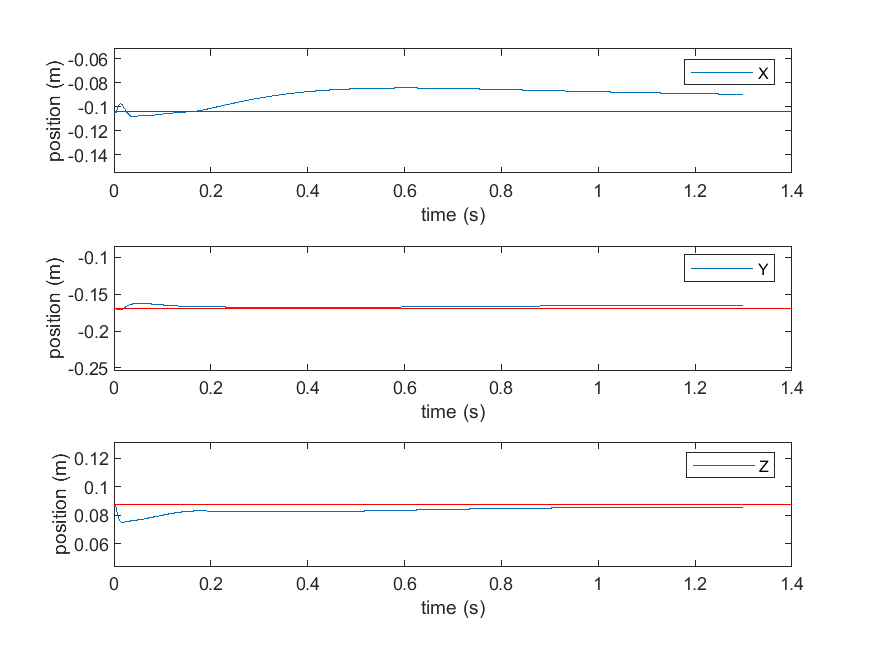 position (m)
-0.06
-0.08
-0.1
-0.12
-0.14
X
0 0.2 0.4 0.6 0.8 1 1.2 1.4
time (s)
position (m)
-0.1
-0.15
-0.2
-0.25
Y
0 0.2 0.4 0.6 0.8 1 1.2 1.4
time (s)
position (m)
0.12
0.1
0.08
0.06
Z
0 0.2 0.4 0.6 0.8 1 1.2 1.4
time (s)